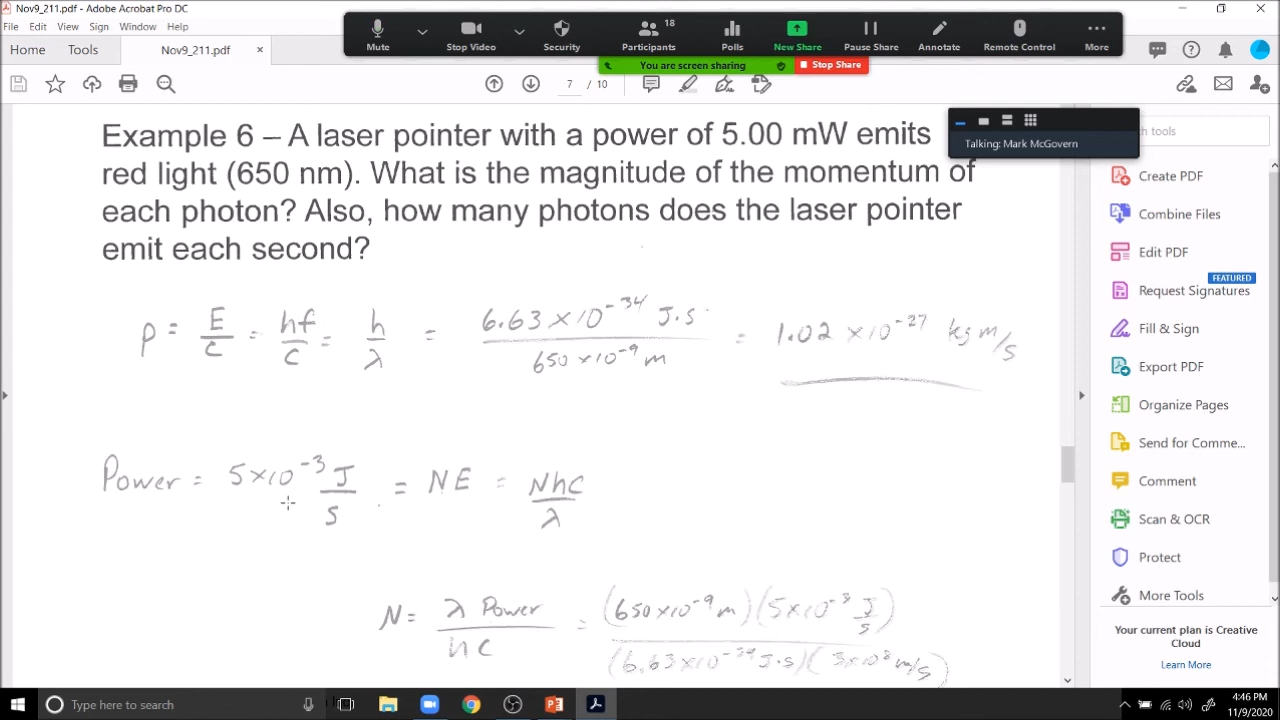 Nov9_211.pdf - Adobe Acrobat Pro DC
File Edit View Sign Window Help
Home Tools Nov9_211.pdf ×
Mute Stop Video Security Participants 18 Polls New Share Pause Share Annotate Remote Control More
You are screen sharing Stop Share
7 / 10
Talking: Mark McGovern
ch tools
Example 6 – A laser pointer with a power of 5.00 mW emits
red light (650 nm). What is the magnitude of the momentum of
each photon? Also, how many photons does the laser pointer
emit each second?
p = E/c = hf/c = h/λ = 6.63 × 10⁻³⁴ J·s / 650 × 10⁻⁹ m = 1.02 × 10⁻²⁷ kg m/s
Power = 5 × 10⁻³ J/s = NE = Nhc/λ
N = λ Power / hc = (650 × 10⁻⁹ m)(5 × 10⁻³ J/s) / (6.63 × 10⁻³⁴ J·s)(3 × 10⁸ m/s)
Create PDF
Combine Files
Edit PDF
FEATURED
Request Signatures
Fill & Sign
Export PDF
Organize Pages
Send for Comme...
Comment
Scan & OCR
Protect
More Tools
Your current plan is Creative
Cloud
Learn More
Type here to search
4:46 PM
11/9/2020